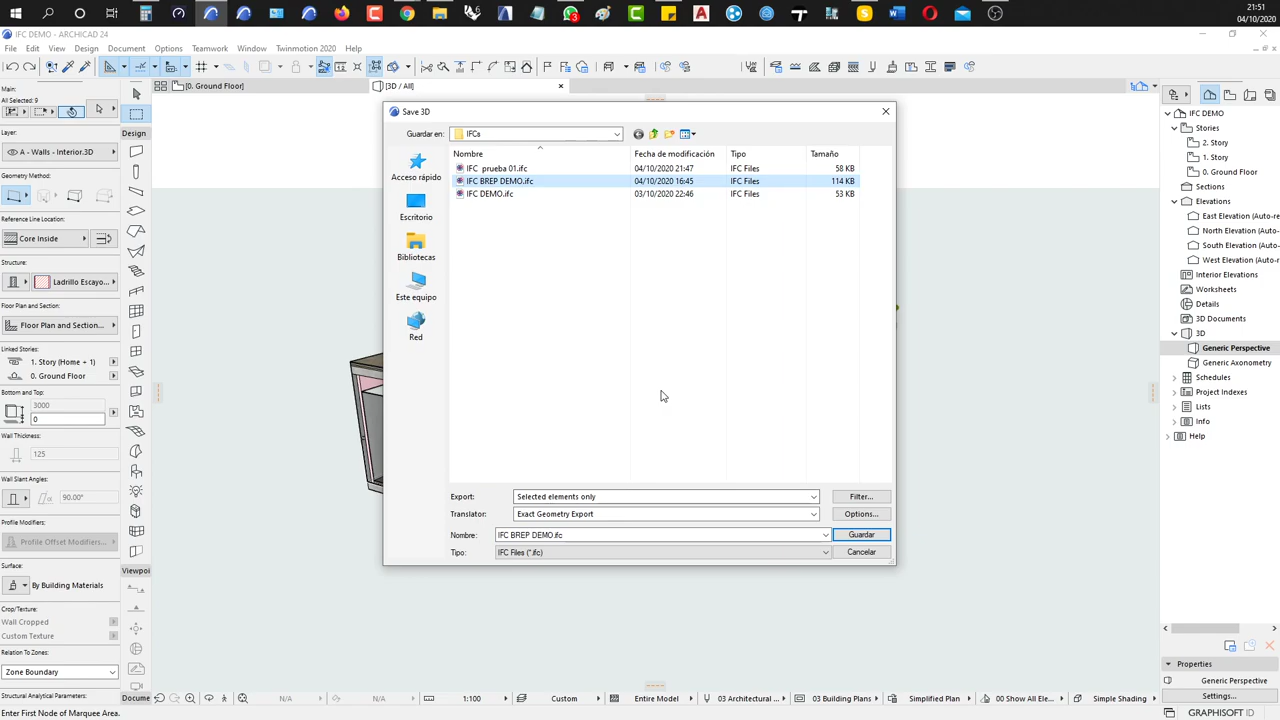 21:51
04/10/2020
IFC DEMO - ARCHICAD 24
File Edit View Design Document Options Teamwork Window Twinmotion 2020 Help
Main:
All Selected: 9
[0. Ground Floor]
[3D / All]
Layer:
A - Walls - Interior.3D
Geometry Method:
Reference Line Location:
Core Inside
Structure:
Ladrillo Escayo...
Floor Plan and Section:
Floor Plan and Section...
Linked Stories:
1. Story (Home + 1)
0. Ground Floor
Bottom and Top:
3000
0
Wall Thickness:
125
Wall Slant Angles:
90.00°
Profile Modifiers:
Profile Offset Modifiers...
Surface:
By Building Materials
Crop/Texture:
Wall Cropped
Custom Texture
Relation To Zones:
Zone Boundary
Structural Analytical Parameters:
Enter First Node of Marquee Area.
Design
Viewpoi
Docume
Save 3D
Guardar en: IFCs
Acceso rápido
Escritorio
Bibliotecas
Este equipo
Red
Nombre Fecha de modificación Tipo Tamaño
IFC prueba 01.ifc 04/10/2020 21:47 IFC Files 58 KB
IFC BREP DEMO.ifc 04/10/2020 16:45 IFC Files 114 KB
IFC DEMO.ifc 03/10/2020 22:46 IFC Files 53 KB
Export: Selected elements only Filter...
Translator: Exact Geometry Export Options...
Nombre: IFC BREP DEMO.ifc Guardar
Tipo: IFC Files (*.ifc) Cancelar
IFC DEMO
Stories
2. Story
1. Story
0. Ground Floor
Sections
Elevations
East Elevation (Auto-r
North Elevation (Auto-
South Elevation (Auto-
West Elevation (Auto-r
Interior Elevations
Worksheets
Details
3D Documents
3D
Generic Perspective
Generic Axonometry
Schedules
Project Indexes
Lists
Info
Help
Properties
Generic Perspective
Settings...
GRAPHISOFT ID
N/A N/A 1:100 Custom Entire Model 03 Architectural ... 03 Building Plans Simplified Plan 00 Show All Ele... Simple Shading